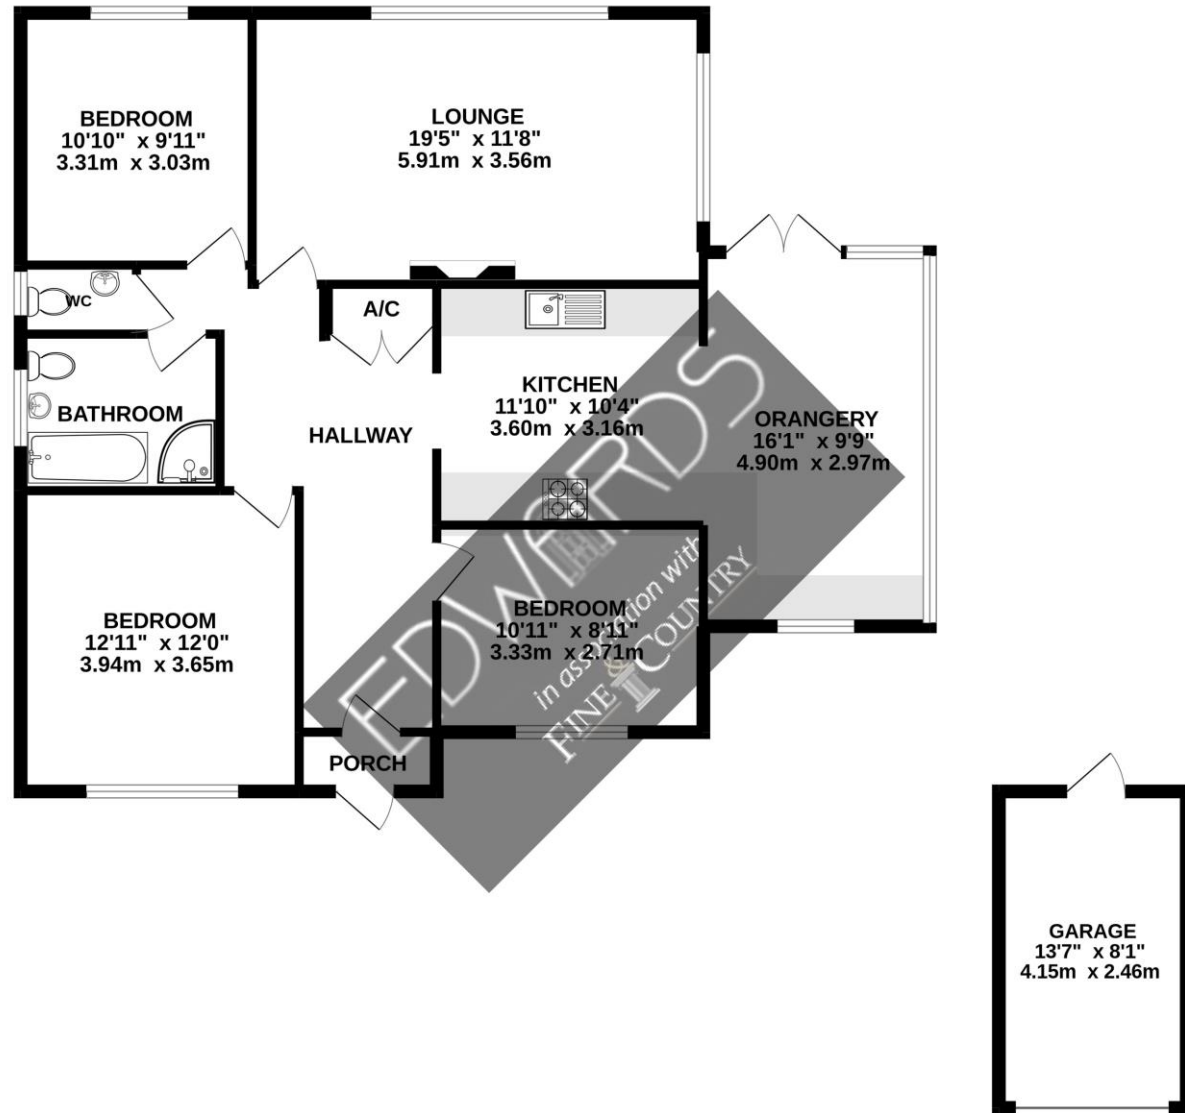 BEDROOM
10'10" x 9'11"
3.31m x 3.03m
LOUNGE
19'5" x 11'8"
5.91m x 3.56m
WC
A/C
BATHROOM
HALLWAY
KITCHEN
11'10" x 10'4"
3.60m x 3.16m
ORANGERY
16'1" x 9'9"
4.90m x 2.97m
BEDROOM
12'11" x 12'0"
3.94m x 3.65m
BEDROOM
10'11" x 8'11"
3.33m x 2.71m
PORCH
EDWARDS
in association with
FINE & COUNTRY
GARAGE
13'7" x 8'1"
4.15m x 2.46m